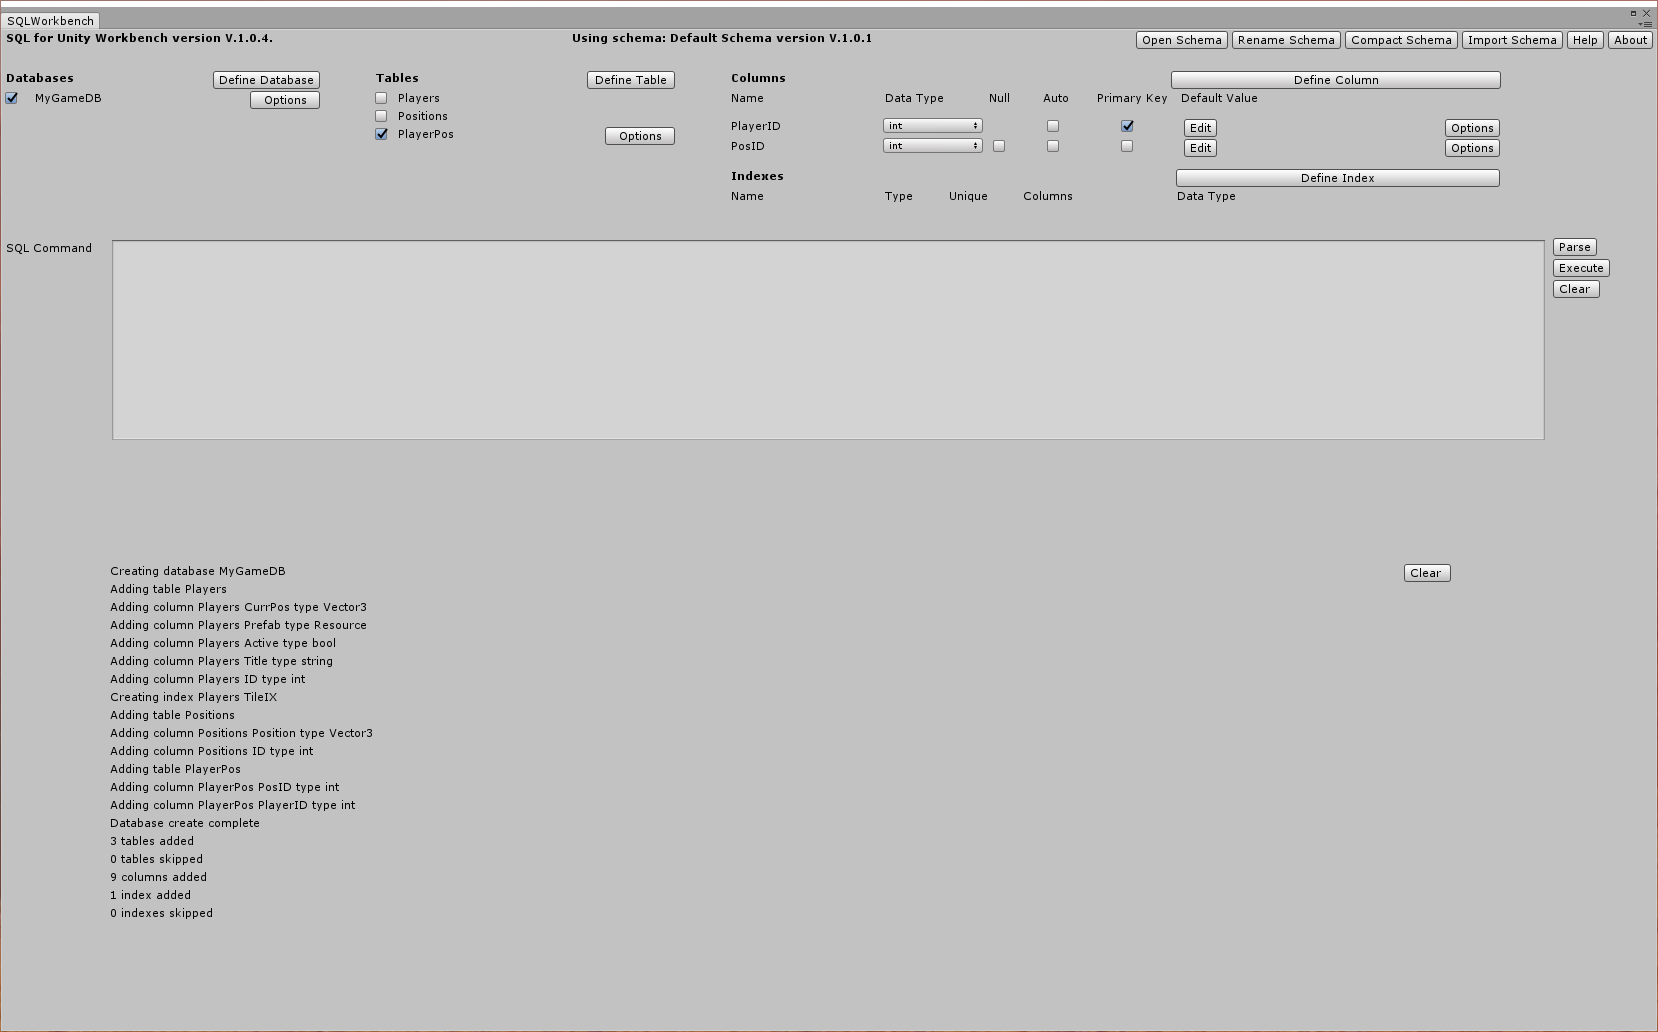 SQLWorkbench
SQL for Unity Workbench version V.1.0.4. Using schema: Default Schema version V.1.0.1 Open Schema Rename Schema Compact Schema Import Schema Help About
Databases Define Database Tables Define Table Columns Define Column
MyGameDB Options Players Name Data Type Null Auto Primary Key Default Value
Positions
PlayerPos Options PlayerID int Edit Options
PosID int Edit Options
Indexes Define Index
Name Type Unique Columns Data Type
SQL Command Parse
Execute
Clear
Creating database MyGameDB Clear
Adding table Players
Adding column Players CurrPos type Vector3
Adding column Players Prefab type Resource
Adding column Players Active type bool
Adding column Players Title type string
Adding column Players ID type int
Creating index Players TileIX
Adding table Positions
Adding column Positions Position type Vector3
Adding column Positions ID type int
Adding table PlayerPos
Adding column PlayerPos PosID type int
Adding column PlayerPos PlayerID type int
Database create complete
3 tables added
0 tables skipped
9 columns added
1 index added
0 indexes skipped